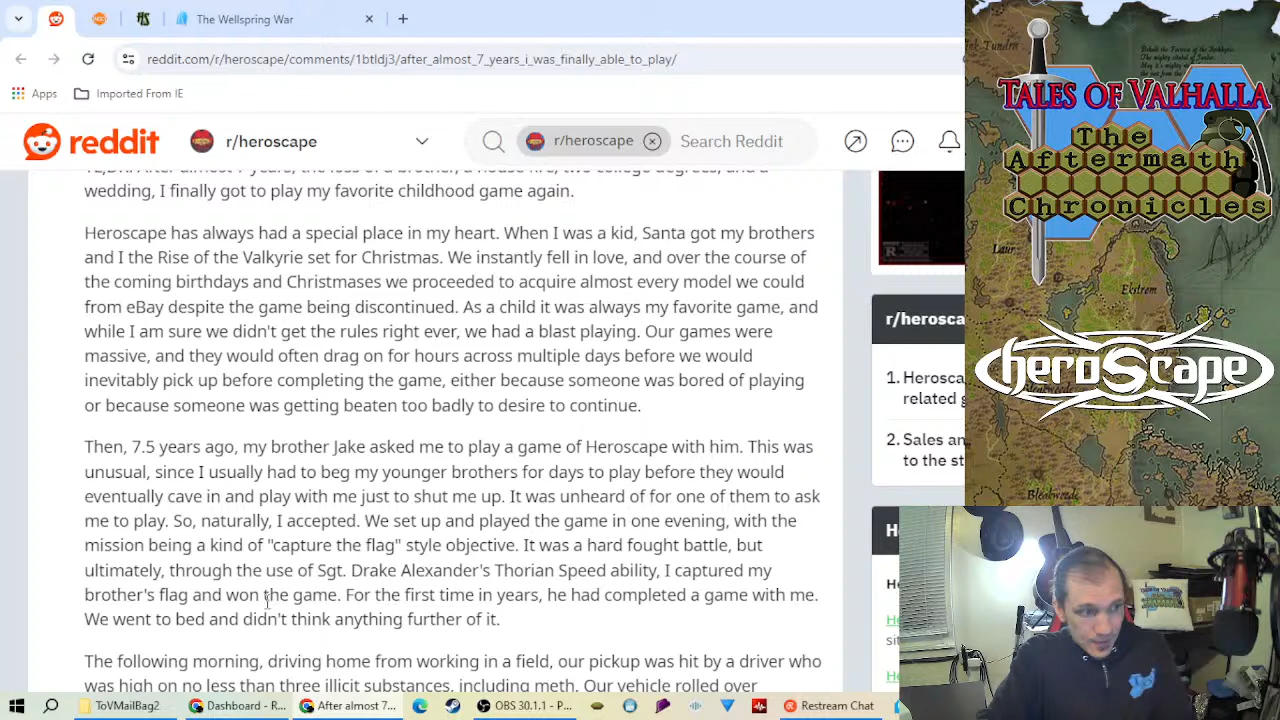 The Wellspring War
reddit.com/r/heroscape/comments/1btldj3/after_almost_7_years_i_was_finally_able_to_play/
Apps
Imported From IE
reddit
r/heroscape
r/heroscape
Search Reddit
wedding, I finally got to play my favorite childhood game again.
Heroscape has always had a special place in my heart. When I was a kid, Santa got my brothers
and I the Rise of the Valkyrie set for Christmas. We instantly fell in love, and over the course of
the coming birthdays and Christmases we proceeded to acquire almost every model we could
from eBay despite the game being discontinued. As a child it was always my favorite game, and
while I am sure we didn't get the rules right ever, we had a blast playing. Our games were
massive, and they would often drag on for hours across multiple days before we would
inevitably pick up before completing the game, either because someone was bored of playing
or because someone was getting beaten too badly to desire to continue.
Then, 7.5 years ago, my brother Jake asked me to play a game of Heroscape with him. This was
unusual, since I usually had to beg my younger brothers for days to play before they would
eventually cave in and play with me just to shut me up. It was unheard of for one of them to ask
me to play. So, naturally, I accepted. We set up and played the game in one evening, with the
mission being a kind of "capture the flag" style objective. It was a hard fought battle, but
ultimately, through the use of Sgt. Drake Alexander's Thorian Speed ability, I captured my
brother's flag and won the game. For the first time in years, he had completed a game with me.
We went to bed and didn't think anything further of it.
The following morning, driving home from working in a field, our pickup was hit by a driver who
was high on no less than three illicit substances, including meth. Our vehicle rolled over
r/herosca
1. Herosca
related g
2. Sales an
to the st
TALES OF VALHALLA
The
Aftermath
Chronicles
Laur
Ekstrom
heroScape
Bleakwoode
ToVMailBag2
Dashboard - R...
After almost 7...
OBS 30.1.1 - P...
Restream Chat